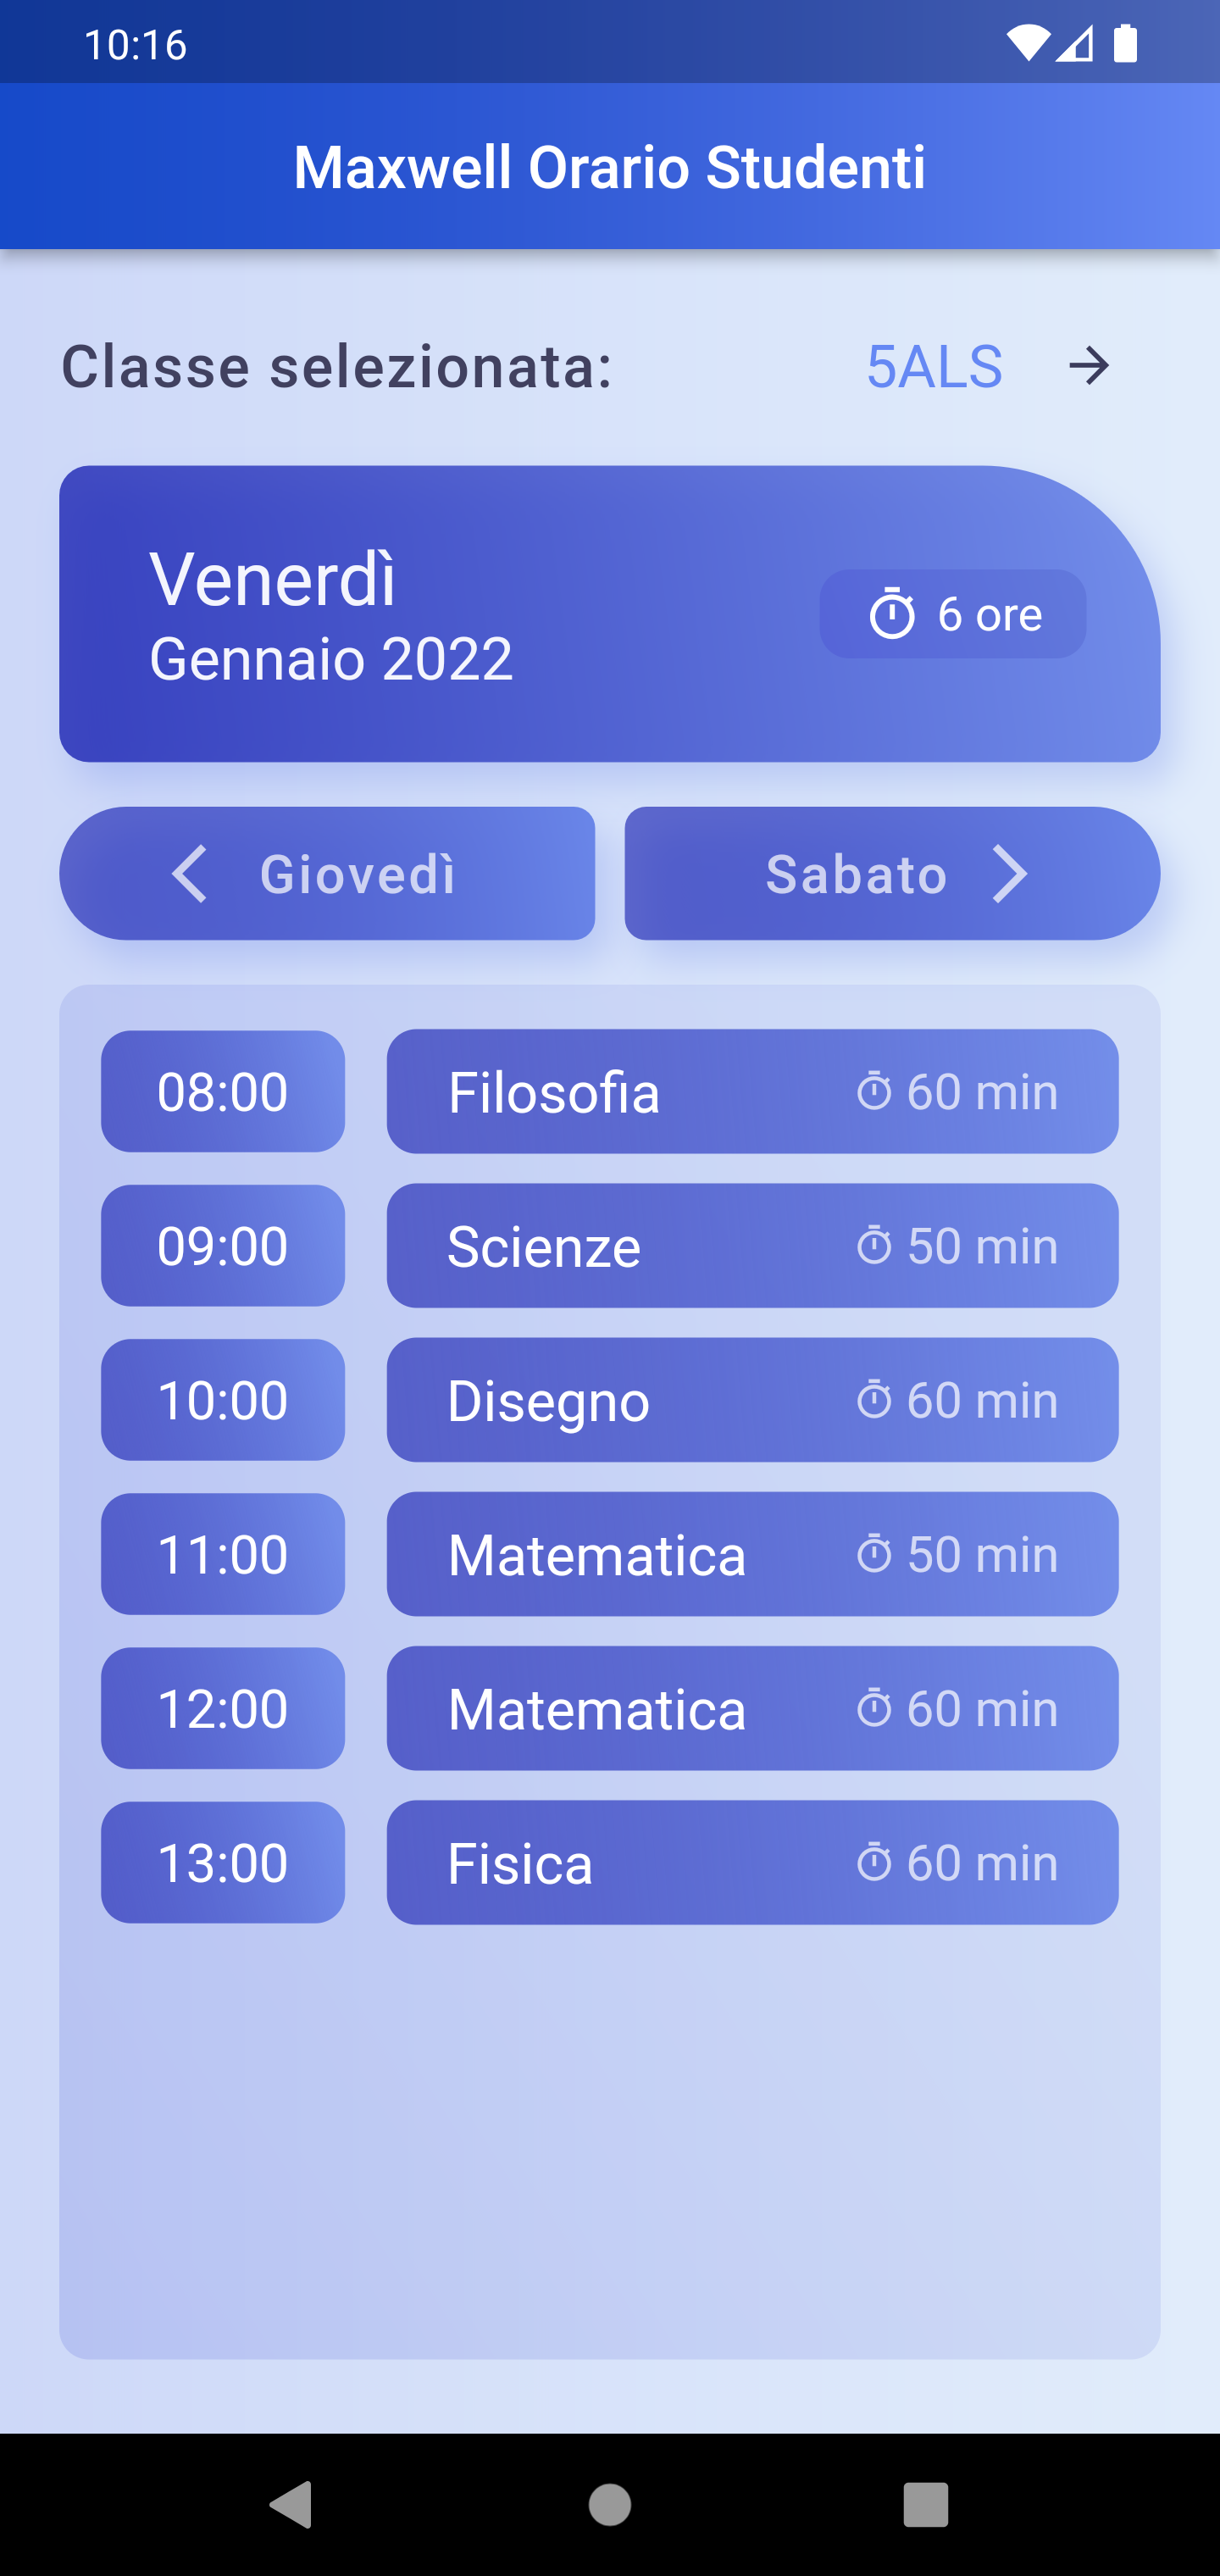 10:16
Maxwell Orario Studenti
Classe selezionata: 5ALS
Venerdì
Gennaio 2022
6 ore
Giovedì Sabato
08:00 Filosofia 60 min
09:00 Scienze 50 min
10:00 Disegno 60 min
11:00 Matematica 50 min
12:00 Matematica 60 min
13:00 Fisica 60 min